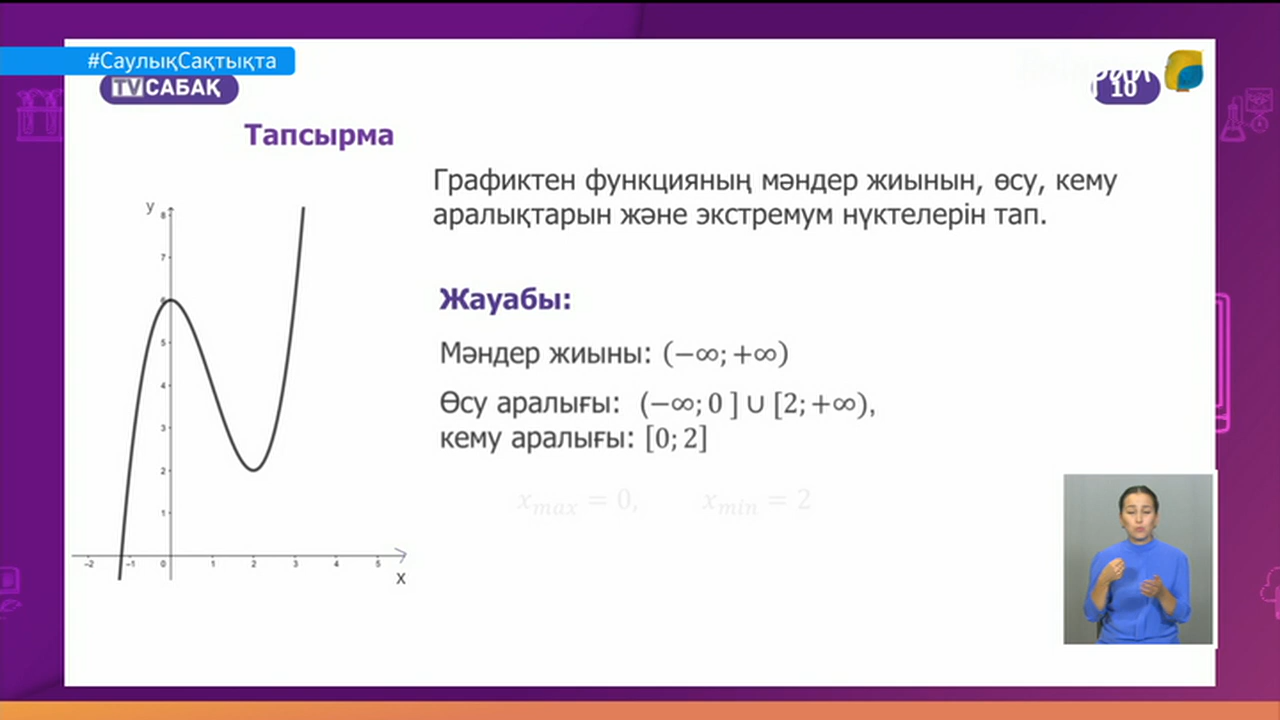 #СаулықСақтықта
TVСАБАҚ
10
Тапсырма
Графиктен функцияның мәндер жиынын, өсу, кему
аралықтарын және экстремум нүктелерін тап.
Жауабы:
Мәндер жиыны: (−∞; +∞)
Өсу аралығы: (−∞; 0 ] ∪ [2; +∞),
кему аралығы: [0; 2]
x_max = 0, x_min = 2
y
8
7
6
5
4
3
2
1
−2 −1 0 1 2 3 4 5
x